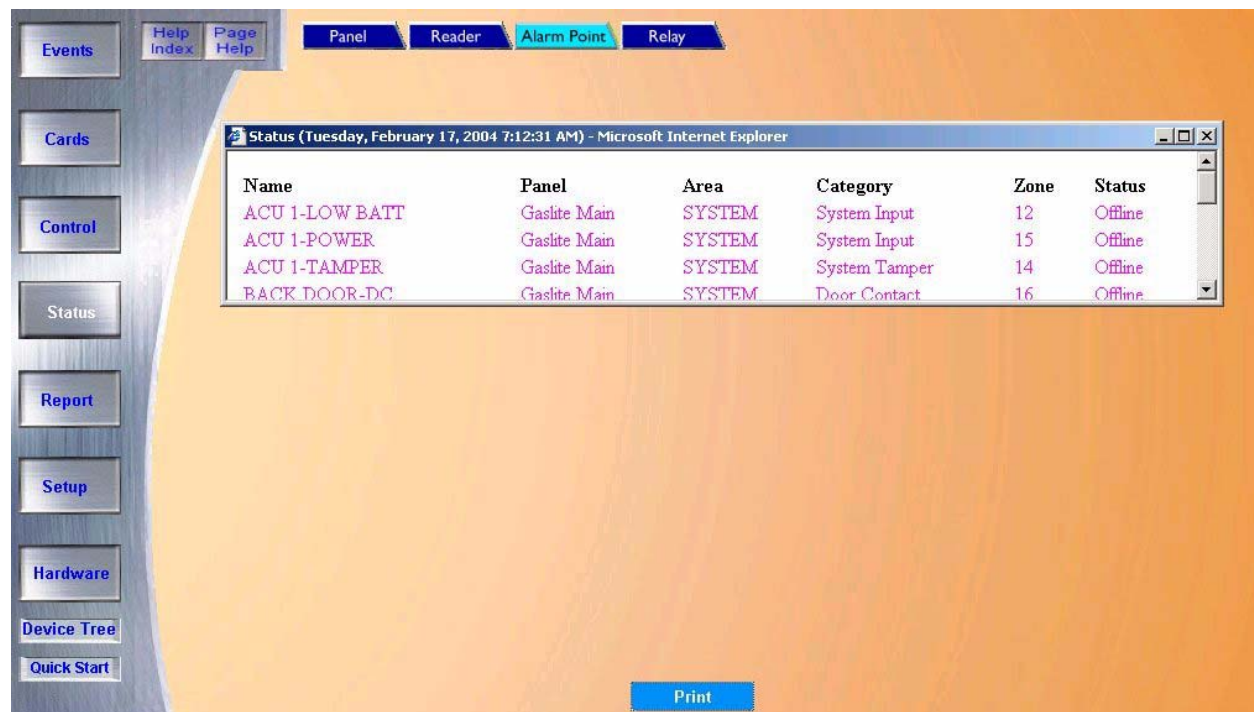 Events
Help Index
Page Help
Panel
Reader
Alarm Point
Relay
Cards
Control
Status
Report
Setup
Hardware
Device Tree
Quick Start
Status (Tuesday, February 17, 2004 7:12:31 AM) - Microsoft Internet Explorer
Name Panel Area Category Zone Status
ACU 1-LOW BATT Gaslite Main SYSTEM System Input 12 Offline
ACU 1-POWER Gaslite Main SYSTEM System Input 15 Offline
ACU 1-TAMPER Gaslite Main SYSTEM System Tamper 14 Offline
BACK DOOR-DC Gaslite Main SYSTEM Door Contact 16 Offline
Print